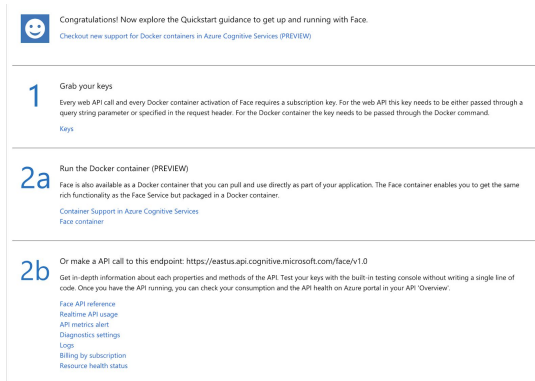 Congratulations! Now explore the Quickstart guidance to get up and running with Face.
Checkout new support for Docker containers in Azure Cognitive Services (PREVIEW)
1
Grab your keys
Every web API call and every Docker container activation of Face requires a subscription key. For the web API this key needs to be either passed through a
query string parameter or specified in the request header. For the Docker container the key needs to be passed through the Docker command.
Keys
2a
Run the Docker container (PREVIEW)
Face is also available as a Docker container that you can pull and use directly as part of your application. The Face container enables you to get the same
rich functionality as the Face Service but packaged in a Docker container.
Container Support in Azure Cognitive Services
Face container
2b
Or make a API call to this endpoint: https://eastus.api.cognitive.microsoft.com/face/v1.0
Get in-depth information about each properties and methods of the API. Test your keys with the built-in testing console without writing a single line of
code. Once you have the API running, you can check your consumption and the API health on Azure portal in your API 'Overview'.
Face API reference
Realtime API usage
API metrics alert
Diagnostics settings
Logs
Billing by subscription
Resource health status